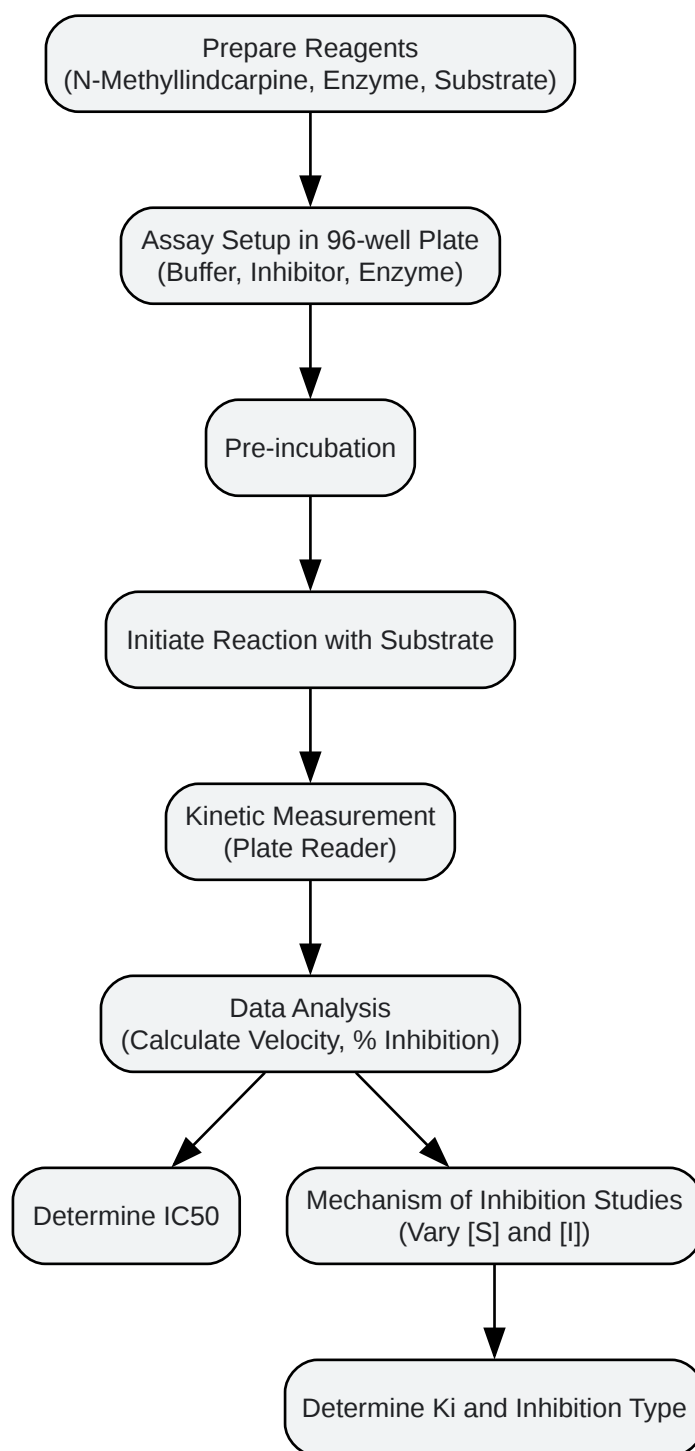 Prepare Reagents
(N-Methyllindcarpine, Enzyme, Substrate)
Assay Setup in 96-well Plate
(Buffer, Inhibitor, Enzyme)
Pre-incubation
Initiate Reaction with Substrate
Kinetic Measurement
(Plate Reader)
Data Analysis
(Calculate Velocity, % Inhibition)
Determine IC50
Mechanism of Inhibition Studies
(Vary [S] and [I])
Determine Ki and Inhibition Type